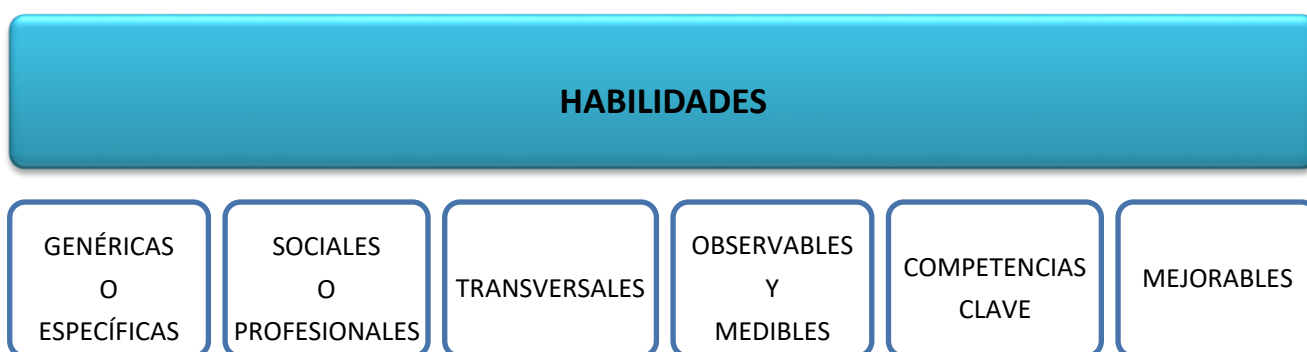 HABILIDADES
GENÉRICAS
O
ESPECÍFICAS
SOCIALES
O
PROFESIONALES
TRANSVERSALES
OBSERVABLES
Y
MEDIBLES
COMPETENCIAS
CLAVE
MEJORABLES